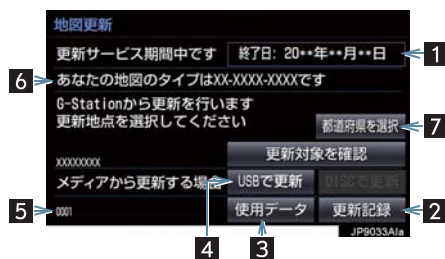 地図更新
更新サービス期間中です 終了日: 20**年**月**日 1
6 あなたの地図のタイプはXX-XXXX-XXXXです
G-Stationから更新を行います
更新地点を選択してください 都道府県を選択 7
XXXXXXXX 更新対象を確認
メディアから更新する場合 USBで更新 DISCで更新
5 0001 使用データ 更新記録 2
JP9033AIa
4 3